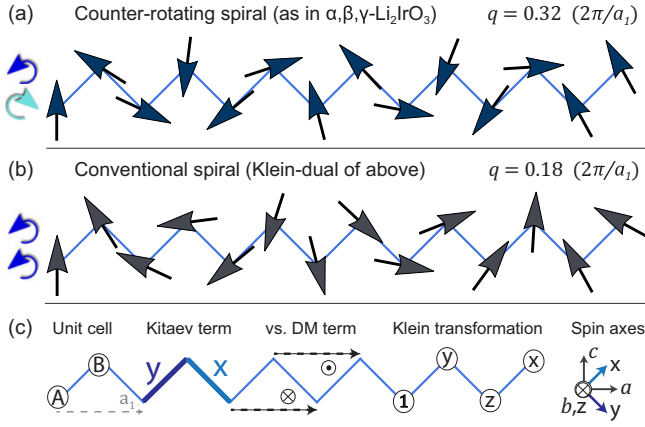 (a) Counter-rotating spiral (as in α,β,γ-Li₂IrO₃) q = 0.32 (2π/a₁)
(b) Conventional spiral (Klein-dual of above) q = 0.18 (2π/a₁)
(c) Unit cell Kitaev term vs. DM term Klein transformation Spin axes
A B a₁ y x 1 y z x c x a b,z y